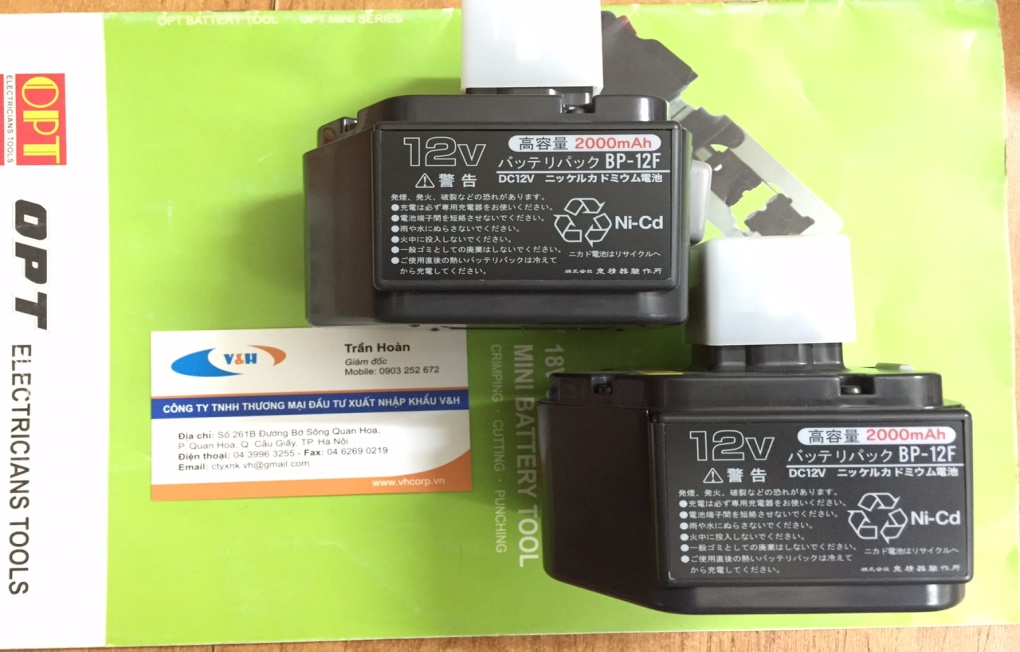 OPT BATTERY TOOL OPT MINI SERIES
OPT
ELECTRICIANS TOOLS
OPT ELECTRICIANS TOOLS
12v
高容量 2000mAh
バッテリパック BP-12F
DC12V ニッケルカドミウム電池
⚠警告
発煙、発火、破裂などの恐れがあります。
●充電は必ず専用充電器をお使いください。
●電池端子間を短絡させないでください。
●雨や水にぬらさないでください。
●火中に投入しないでください。
●一般ゴミとしての廃棄はしないでください。
●ご使用直後の熱いバッテリパックは冷えて
から充電してください。
Ni-Cd
ニカド電池はリサイクルへ
株式会社 泉精器製作所
V&H
Trần Hoàn
Giám đốc
Mobile: 0903 252 672
CÔNG TY TNHH THƯƠNG MẠI ĐẦU TƯ XUẤT NHẬP KHẨU V&H
Địa chỉ: Số 261B Đường Bờ Sông Quan Hoa,
P. Quan Hoa, Q. Cầu Giấy, TP. Hà Nội
Điện thoại: 04 3996 3255 - Fax: 04 6269 0219
Email: ctyxnk.vh@gmail.com
www.vhcorp.vn
MINI BATTERY TOOL
CRIMPING · CUTTING · PUNCHING
12v
高容量 2000mAh
バッテリパック BP-12F
DC12V ニッケルカドミウム電池
⚠警告
発煙、発火、破裂などの恐れがあります。
●充電は必ず専用充電器をお使いください。
●電池端子間を短絡させないでください。
●雨や水にぬらさないでください。
●火中に投入しないでください。
●一般ゴミとしての廃棄はしないでください。
●ご使用直後の熱いバッテリパックは冷えて
から充電してください。
Ni-Cd
ニカド電池はリサイクルへ
株式会社 泉精器製作所